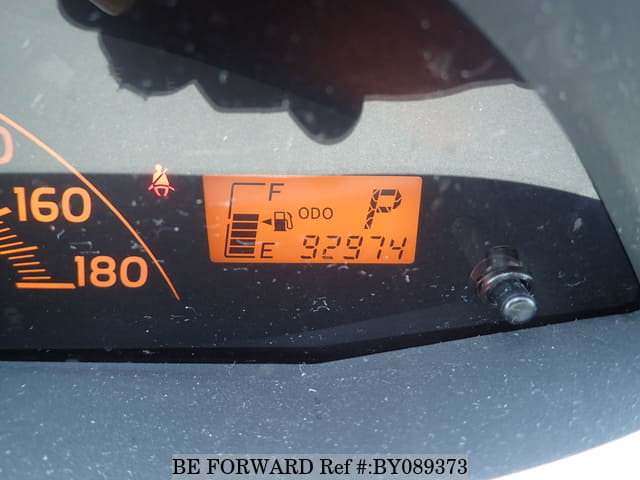 160
180
F
ODO P
E 92974
BE FORWARD Ref #:BY089373